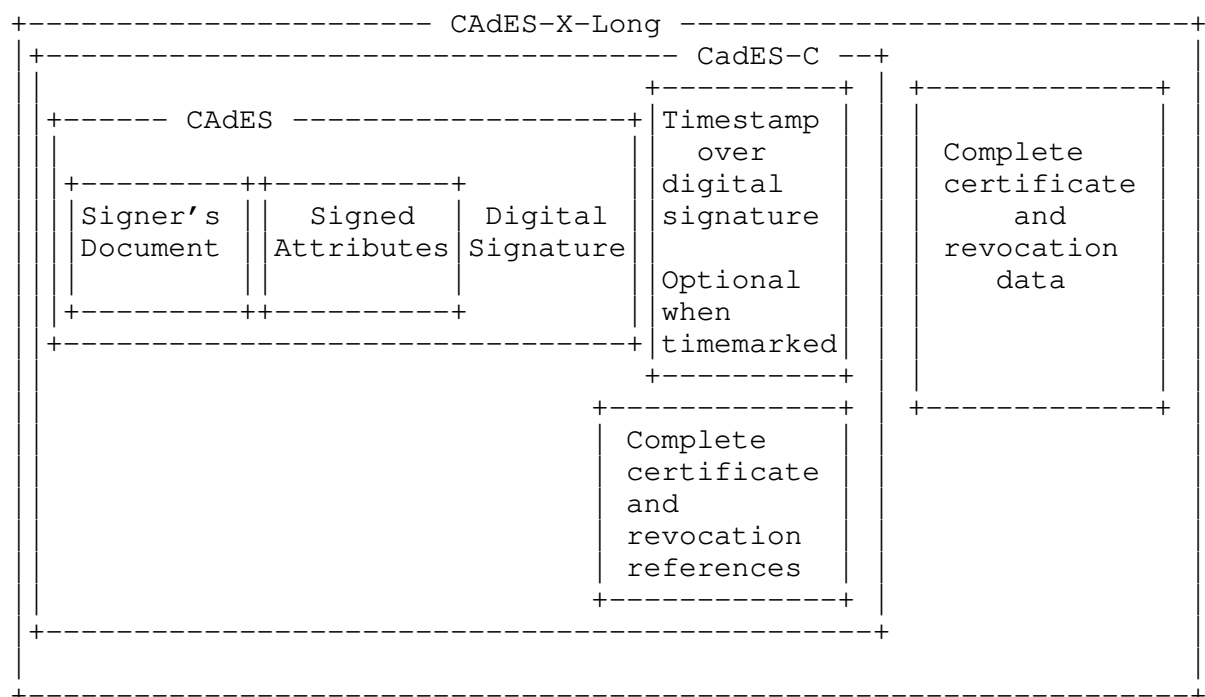 CAdES-X-Long
CadES-C
CAdES
Timestamp
over
digital
signature
Optional
when
timemarked
Signer's
Document
Signed
Attributes
Digital
Signature
Complete
certificate
and
revocation
data
Complete
certificate
and
revocation
references